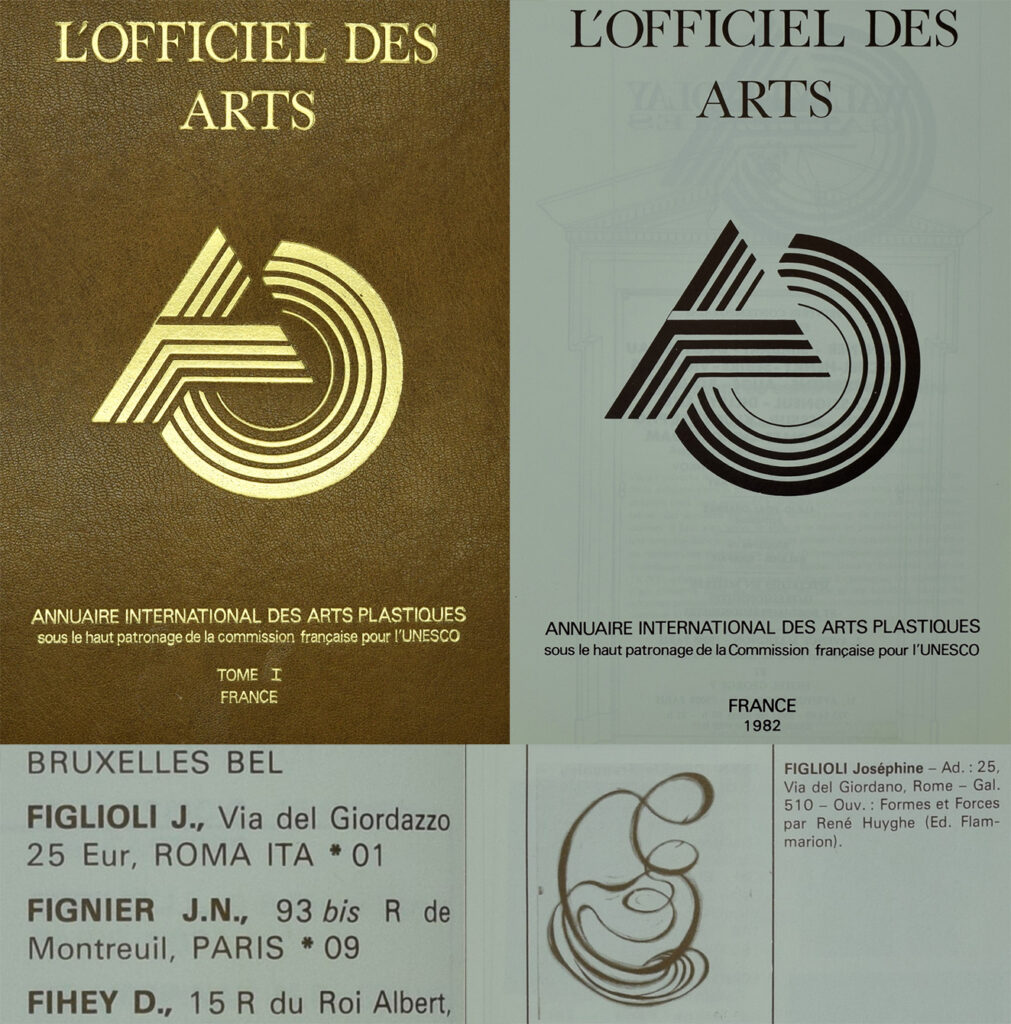 L'OFFICIEL DES
ARTS
ANNUAIRE INTERNATIONAL DES ARTS PLASTIQUES
sous le haut patronage de la commission française pour l'UNESCO
TOME I
FRANCE
L'OFFICIEL DES
ARTS
ANNUAIRE INTERNATIONAL DES ARTS PLASTIQUES
sous le haut patronage de la Commission française pour l'UNESCO
FRANCE
1982
BRUXELLES BEL
FIGLIOLI J., Via del Giordazzo
25 Eur, ROMA ITA * 01
FIGNIER J.N., 93 bis R de
Montreuil, PARIS * 09
FIHEY D., 15 R du Roi Albert,
FIGLIOLI Joséphine – Ad. : 25,
Via del Giordano, Rome – Gal.
510 – Ouv. : Formes et Forces
par René Huyghe (Ed. Flam-
marion).